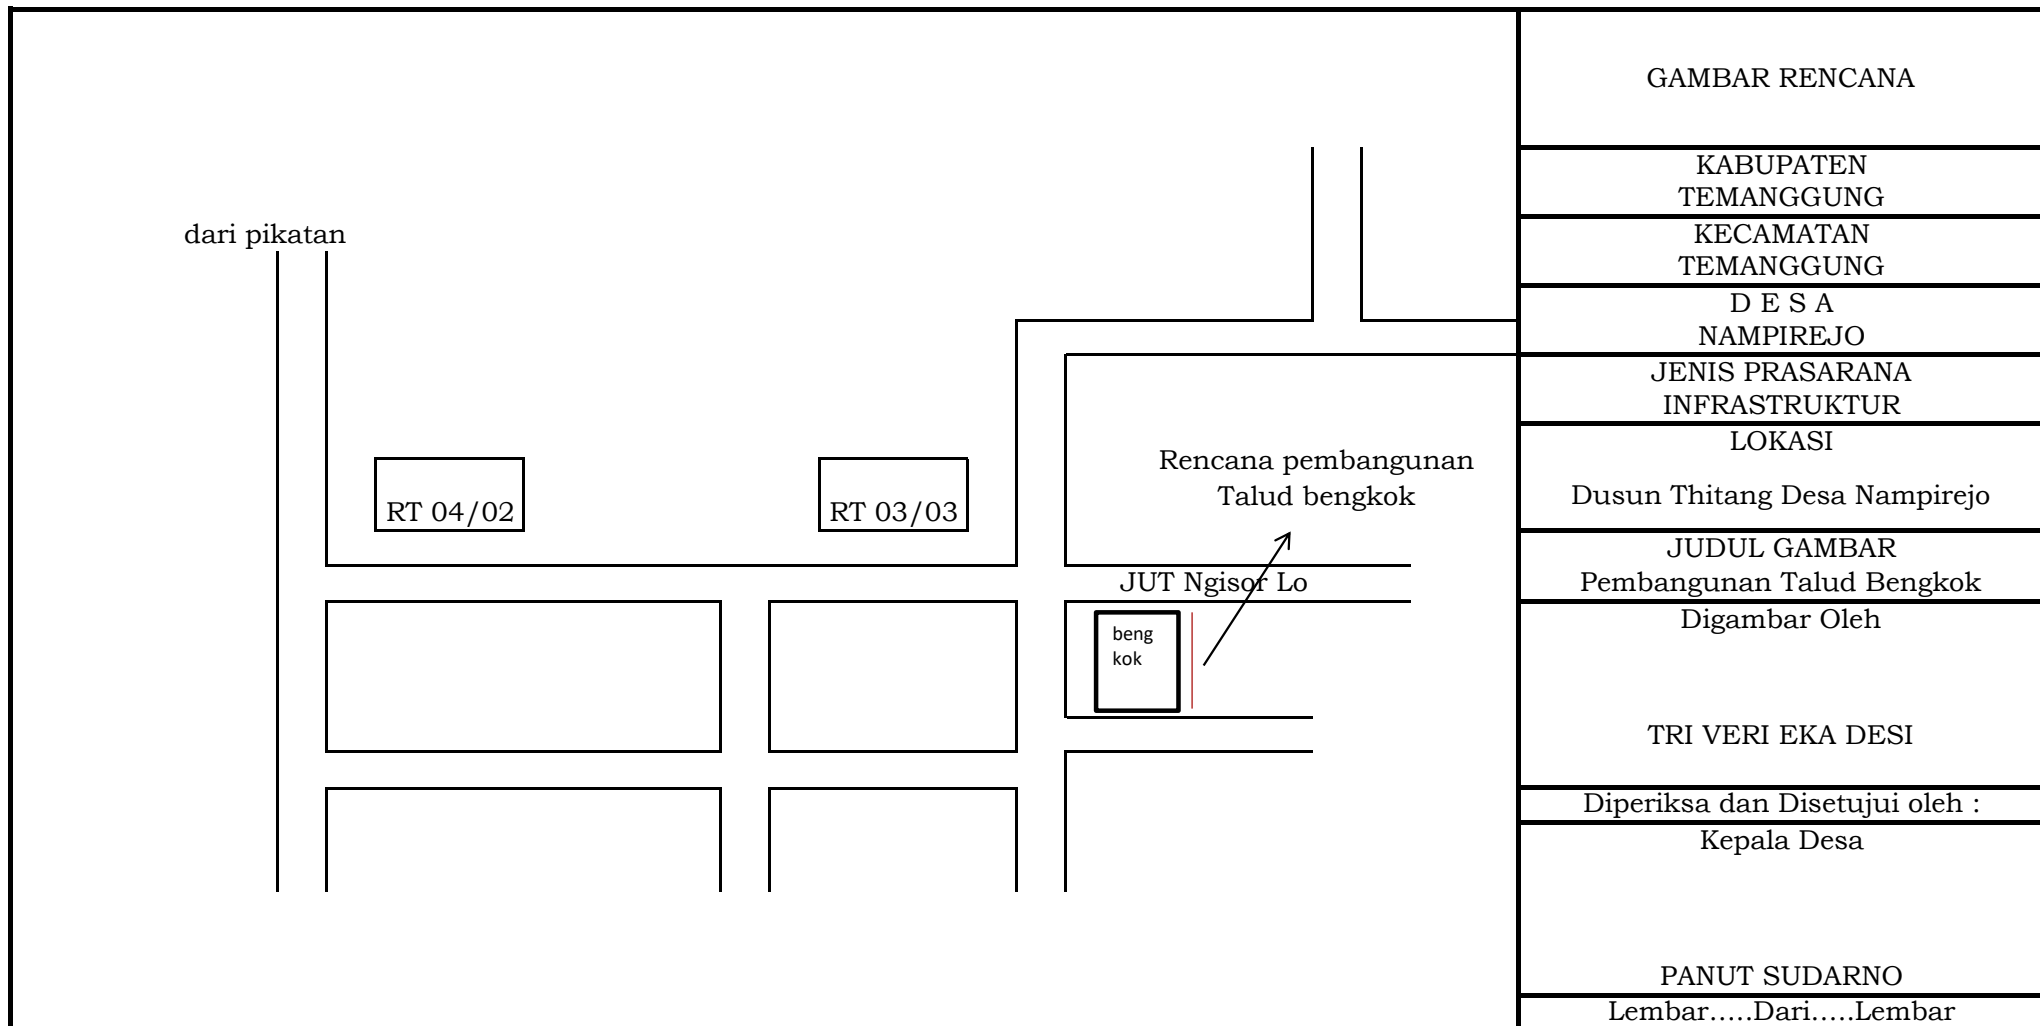 dari pikatan
RT 04/02
RT 03/03
Rencana pembangunan
Talud bengkok
JUT Ngisor Lo
beng
kok
GAMBAR RENCANA
KABUPATEN
TEMANGGUNG
KECAMATAN
TEMANGGUNG
D E S A
NAMPIREJO
JENIS PRASARANA
INFRASTRUKTUR
LOKASI
Dusun Thitang Desa Nampirejo
JUDUL GAMBAR
Pembangunan Talud Bengkok
Digambar Oleh
TRI VERI EKA DESI
Diperiksa dan Disetujui oleh :
Kepala Desa
PANUT SUDARNO
Lembar.....Dari.....Lembar